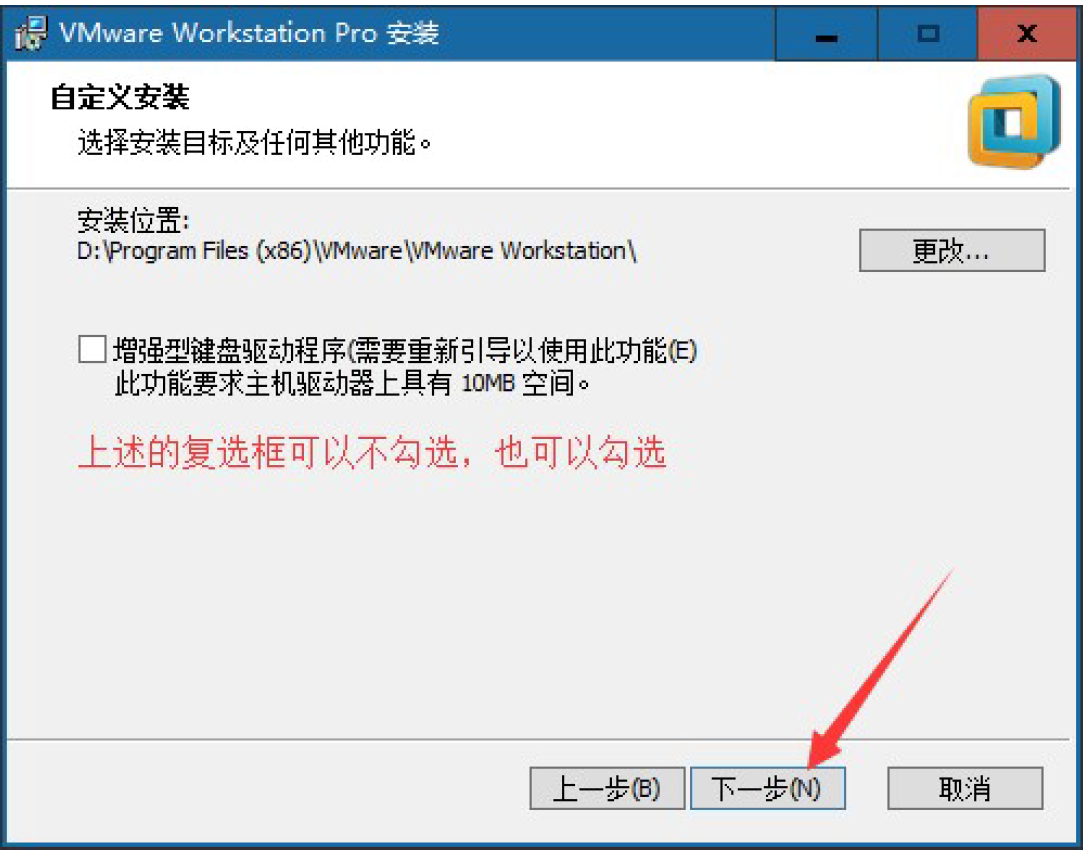 VMware Workstation Pro 安装
自定义安装
选择安装目标及任何其他功能。
安装位置:
D:\Program Files (x86)\VMware\VMware Workstation\
更改...
增强型键盘驱动程序(需要重新引导以使用此功能(E)
此功能要求主机驱动器上具有 10MB 空间。
上述的复选框可以不勾选，也可以勾选
上一步(B) 下一步(N) 取消